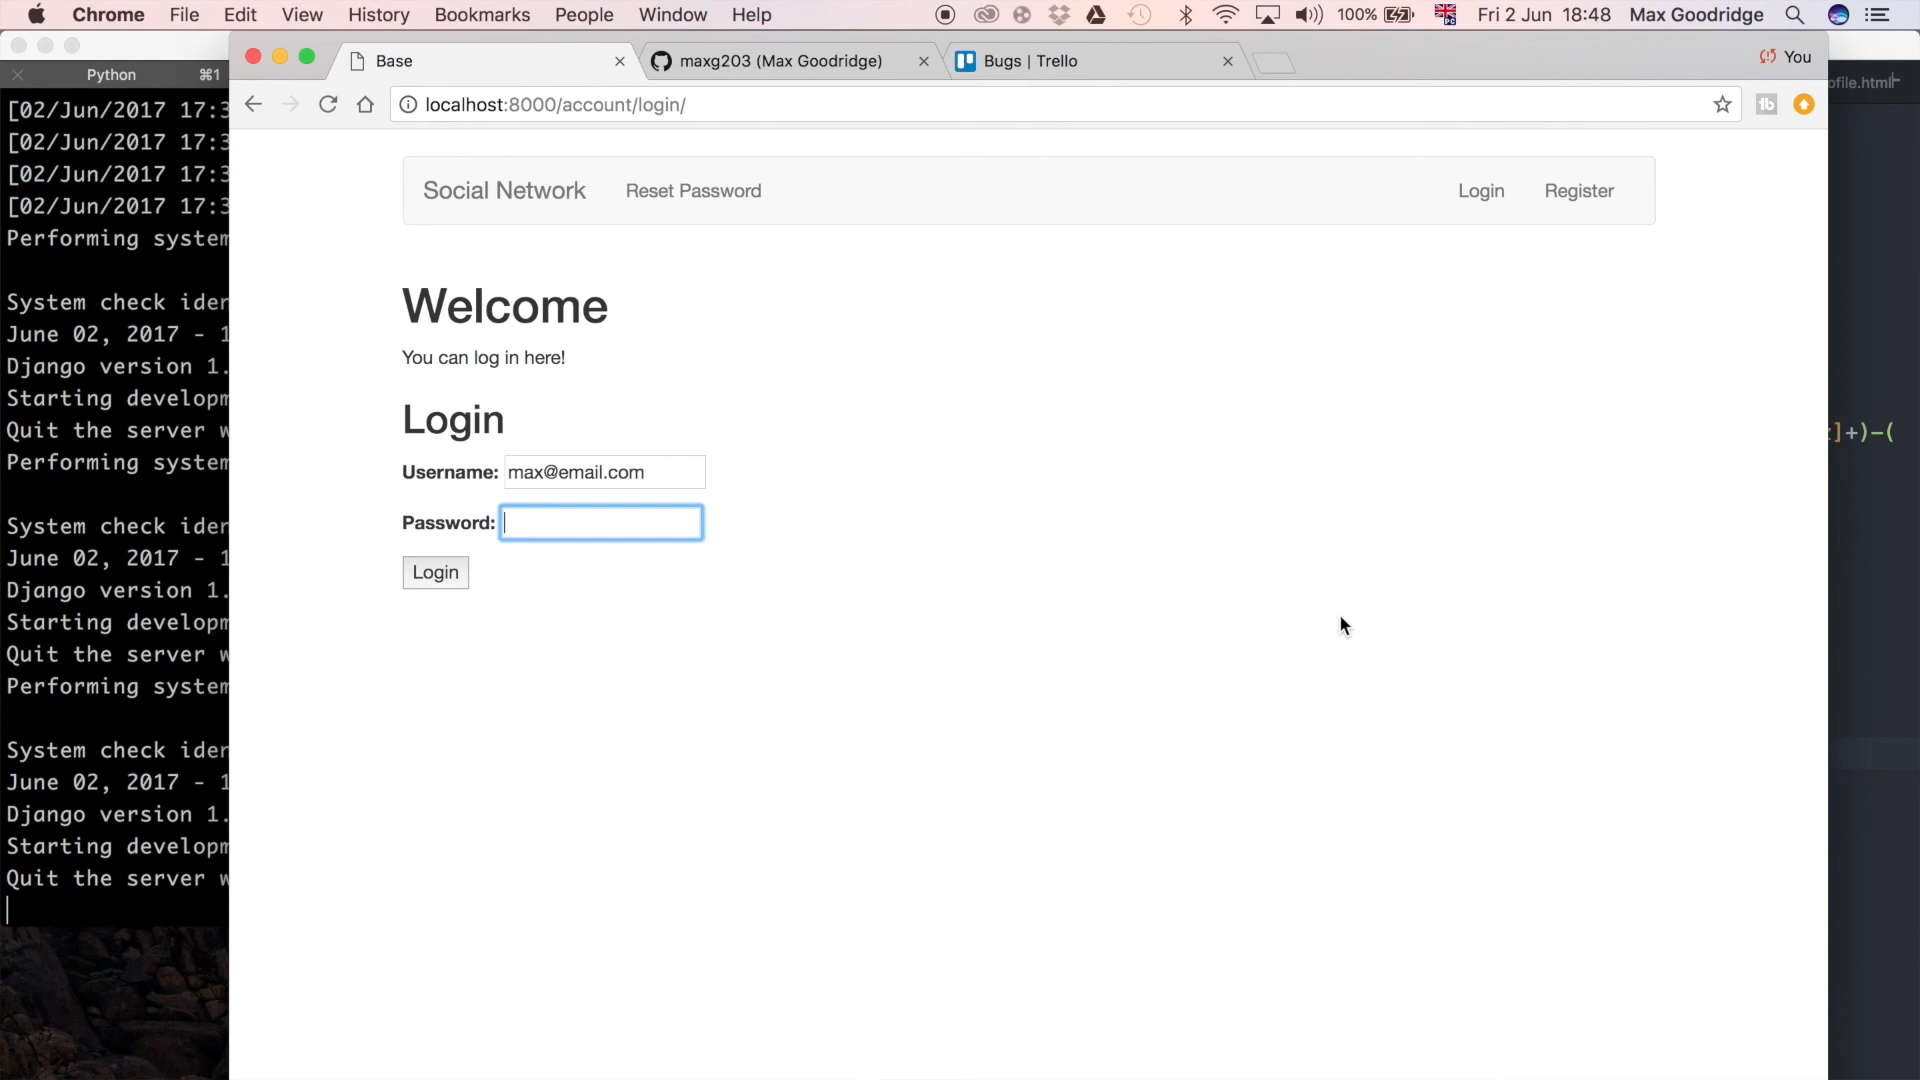 Chrome File Edit View History Bookmarks People Window Help 100% Fri 2 Jun 18:48 Max Goodridge
Python ⌘1
Base
maxg203 (Max Goodridge)
Bugs | Trello
You
localhost:8000/account/login/
ofile.html
Social Network Reset Password Login Register
Welcome
You can log in here!
Login
Username: max@email.com
Password:
Login
[02/Jun/2017 17:3
[02/Jun/2017 17:3
[02/Jun/2017 17:3
[02/Jun/2017 17:3
Performing system
System check iden
June 02, 2017 - 1
Django version 1.
Starting developm
Quit the server w
Performing system
System check iden
June 02, 2017 - 1
Django version 1.
Starting developm
Quit the server w
Performing system
System check iden
June 02, 2017 - 1
Django version 1.
Starting developm
Quit the server w
]+)-(